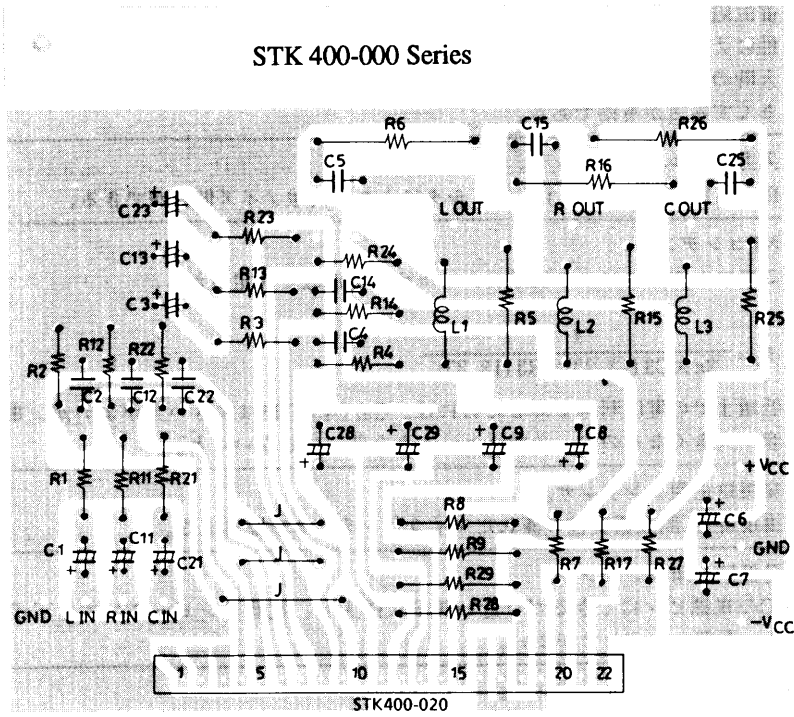 STK 400-000 Series
R6 C15 R26
C5 R16 C25
L OUT R OUT C OUT
C23 + R23
C13 + R13 R24 C14 R14
C3 + R3 C4 R4
L1 R5 L2 R15 L3 R25
R2 R12 R22
C2 C12 C22
C28 + + C29 + C9 C8 +
R1 R11 R21
+ VCC
J R8
C1 + C11 + C21 +
J R9 R7 R17 R27
+ C6
GND
J R29 + C7
R28
GND L IN R IN C IN
−VCC
1 5 10 15 20 22
STK400-020